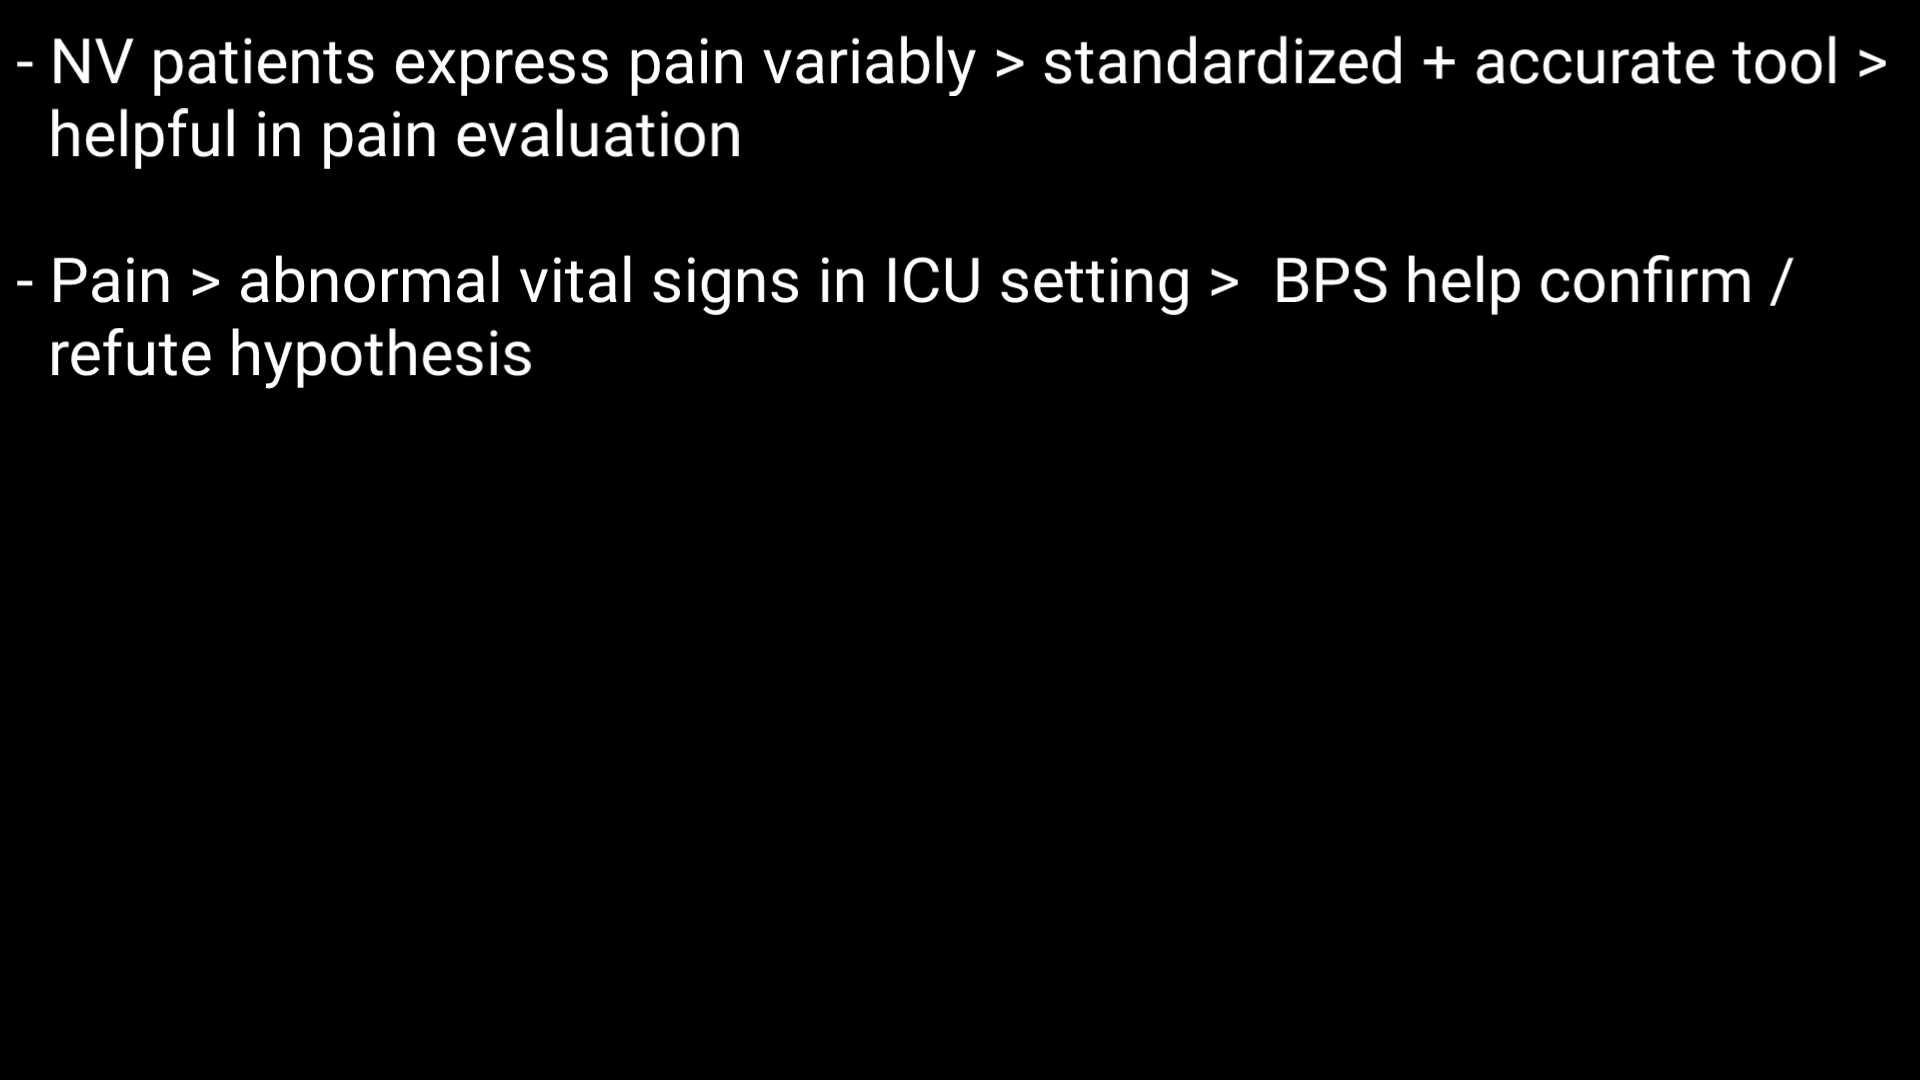 - NV patients express pain variably > standardized + accurate tool >
helpful in pain evaluation
- Pain > abnormal vital signs in ICU setting >  BPS help confirm /
refute hypothesis